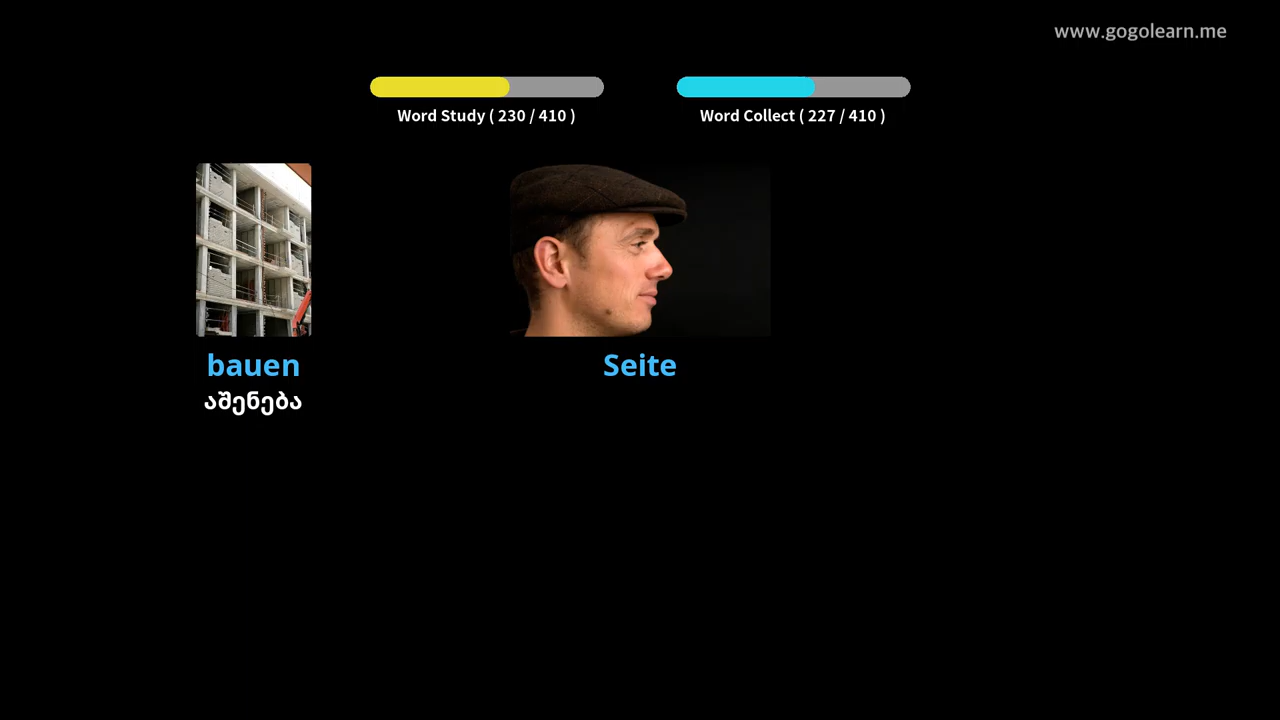 www.gogolearn.me
Word Study ( 230 / 410 )
Word Collect ( 227 / 410 )
bauen
აშენება
Seite